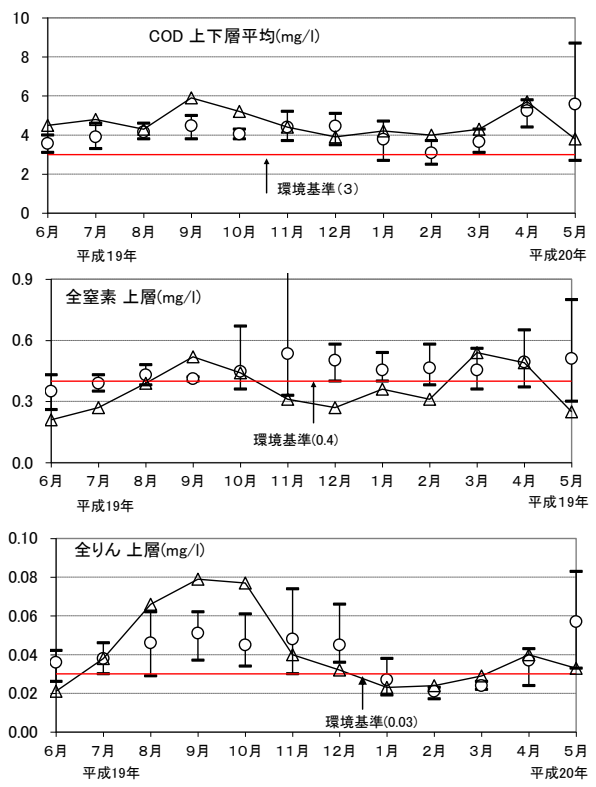 COD 上下層平均(mg/l)
10
8
6
4
2
0
環境基準(3)
6月 7月 8月 9月 10月 11月 12月 1月 2月 3月 4月 5月
平成19年 平成20年
全窒素 上層(mg/l)
0.9
0.6
0.3
0.0
環境基準(0.4)
6月 7月 8月 9月 10月 11月 12月 1月 2月 3月 4月 5月
平成19年 平成19年
全りん 上層(mg/l)
0.10
0.08
0.06
0.04
0.02
0.00
環境基準(0.03)
6月 7月 8月 9月 10月 11月 12月 1月 2月 3月 4月 5月
平成19年 平成20年